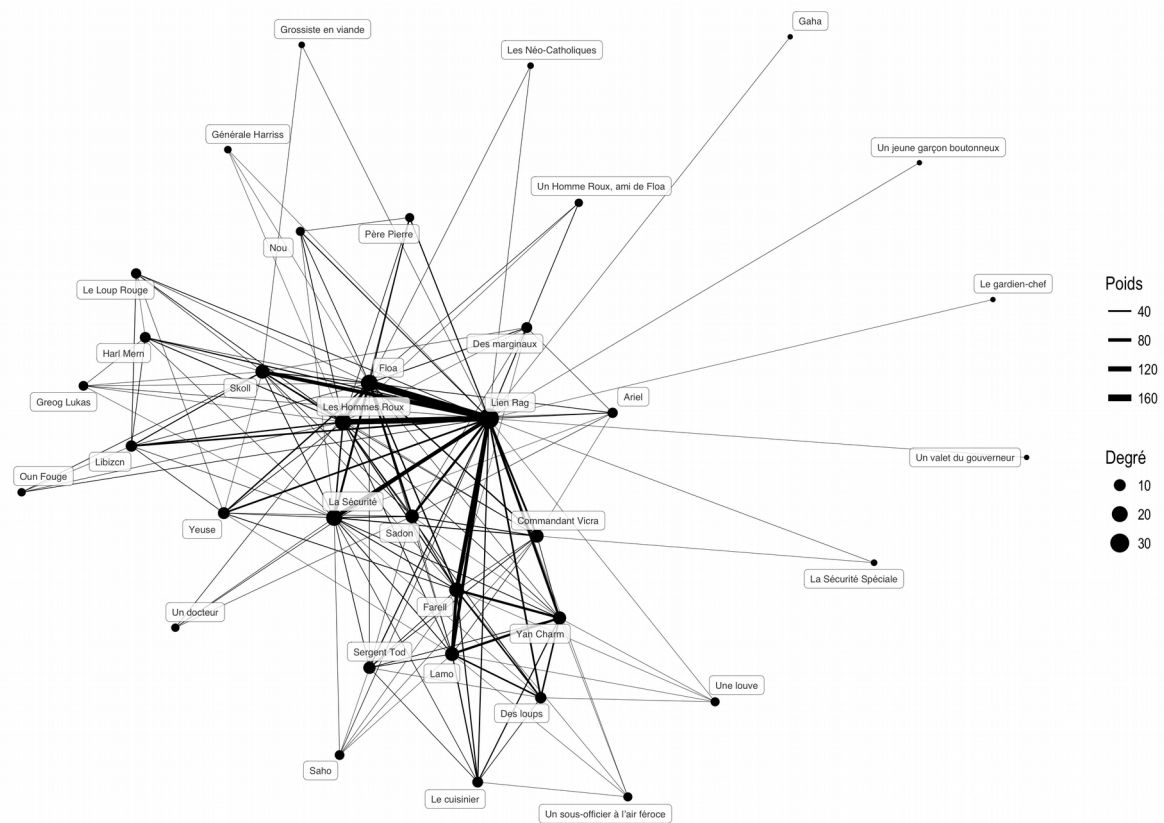 Grossiste en viande
Gaha
Les Néo-Catholiques
Générale Harriss
Un jeune garçon boutonneux
Un Homme Roux, ami de Floa
Père Pierre
Nou
Le gardien-chef
Le Loup Rouge
Des marginaux
Harl Mern
Floa
Skoll
Greog Lukas
Les Hommes Roux
Lien Rag
Ariel
Libizcn
Un valet du gouverneur
Oun Fouge
La Sécurité
Yeuse
Sadon
Commandant Vicra
La Sécurité Spéciale
Un docteur
Farell
Yan Charm
Sergent Tod
Lamo
Une louve
Des loups
Saho
Le cuisinier
Un sous-officier à l'air féroce
Poids
40
80
120
160
Degré
10
20
30